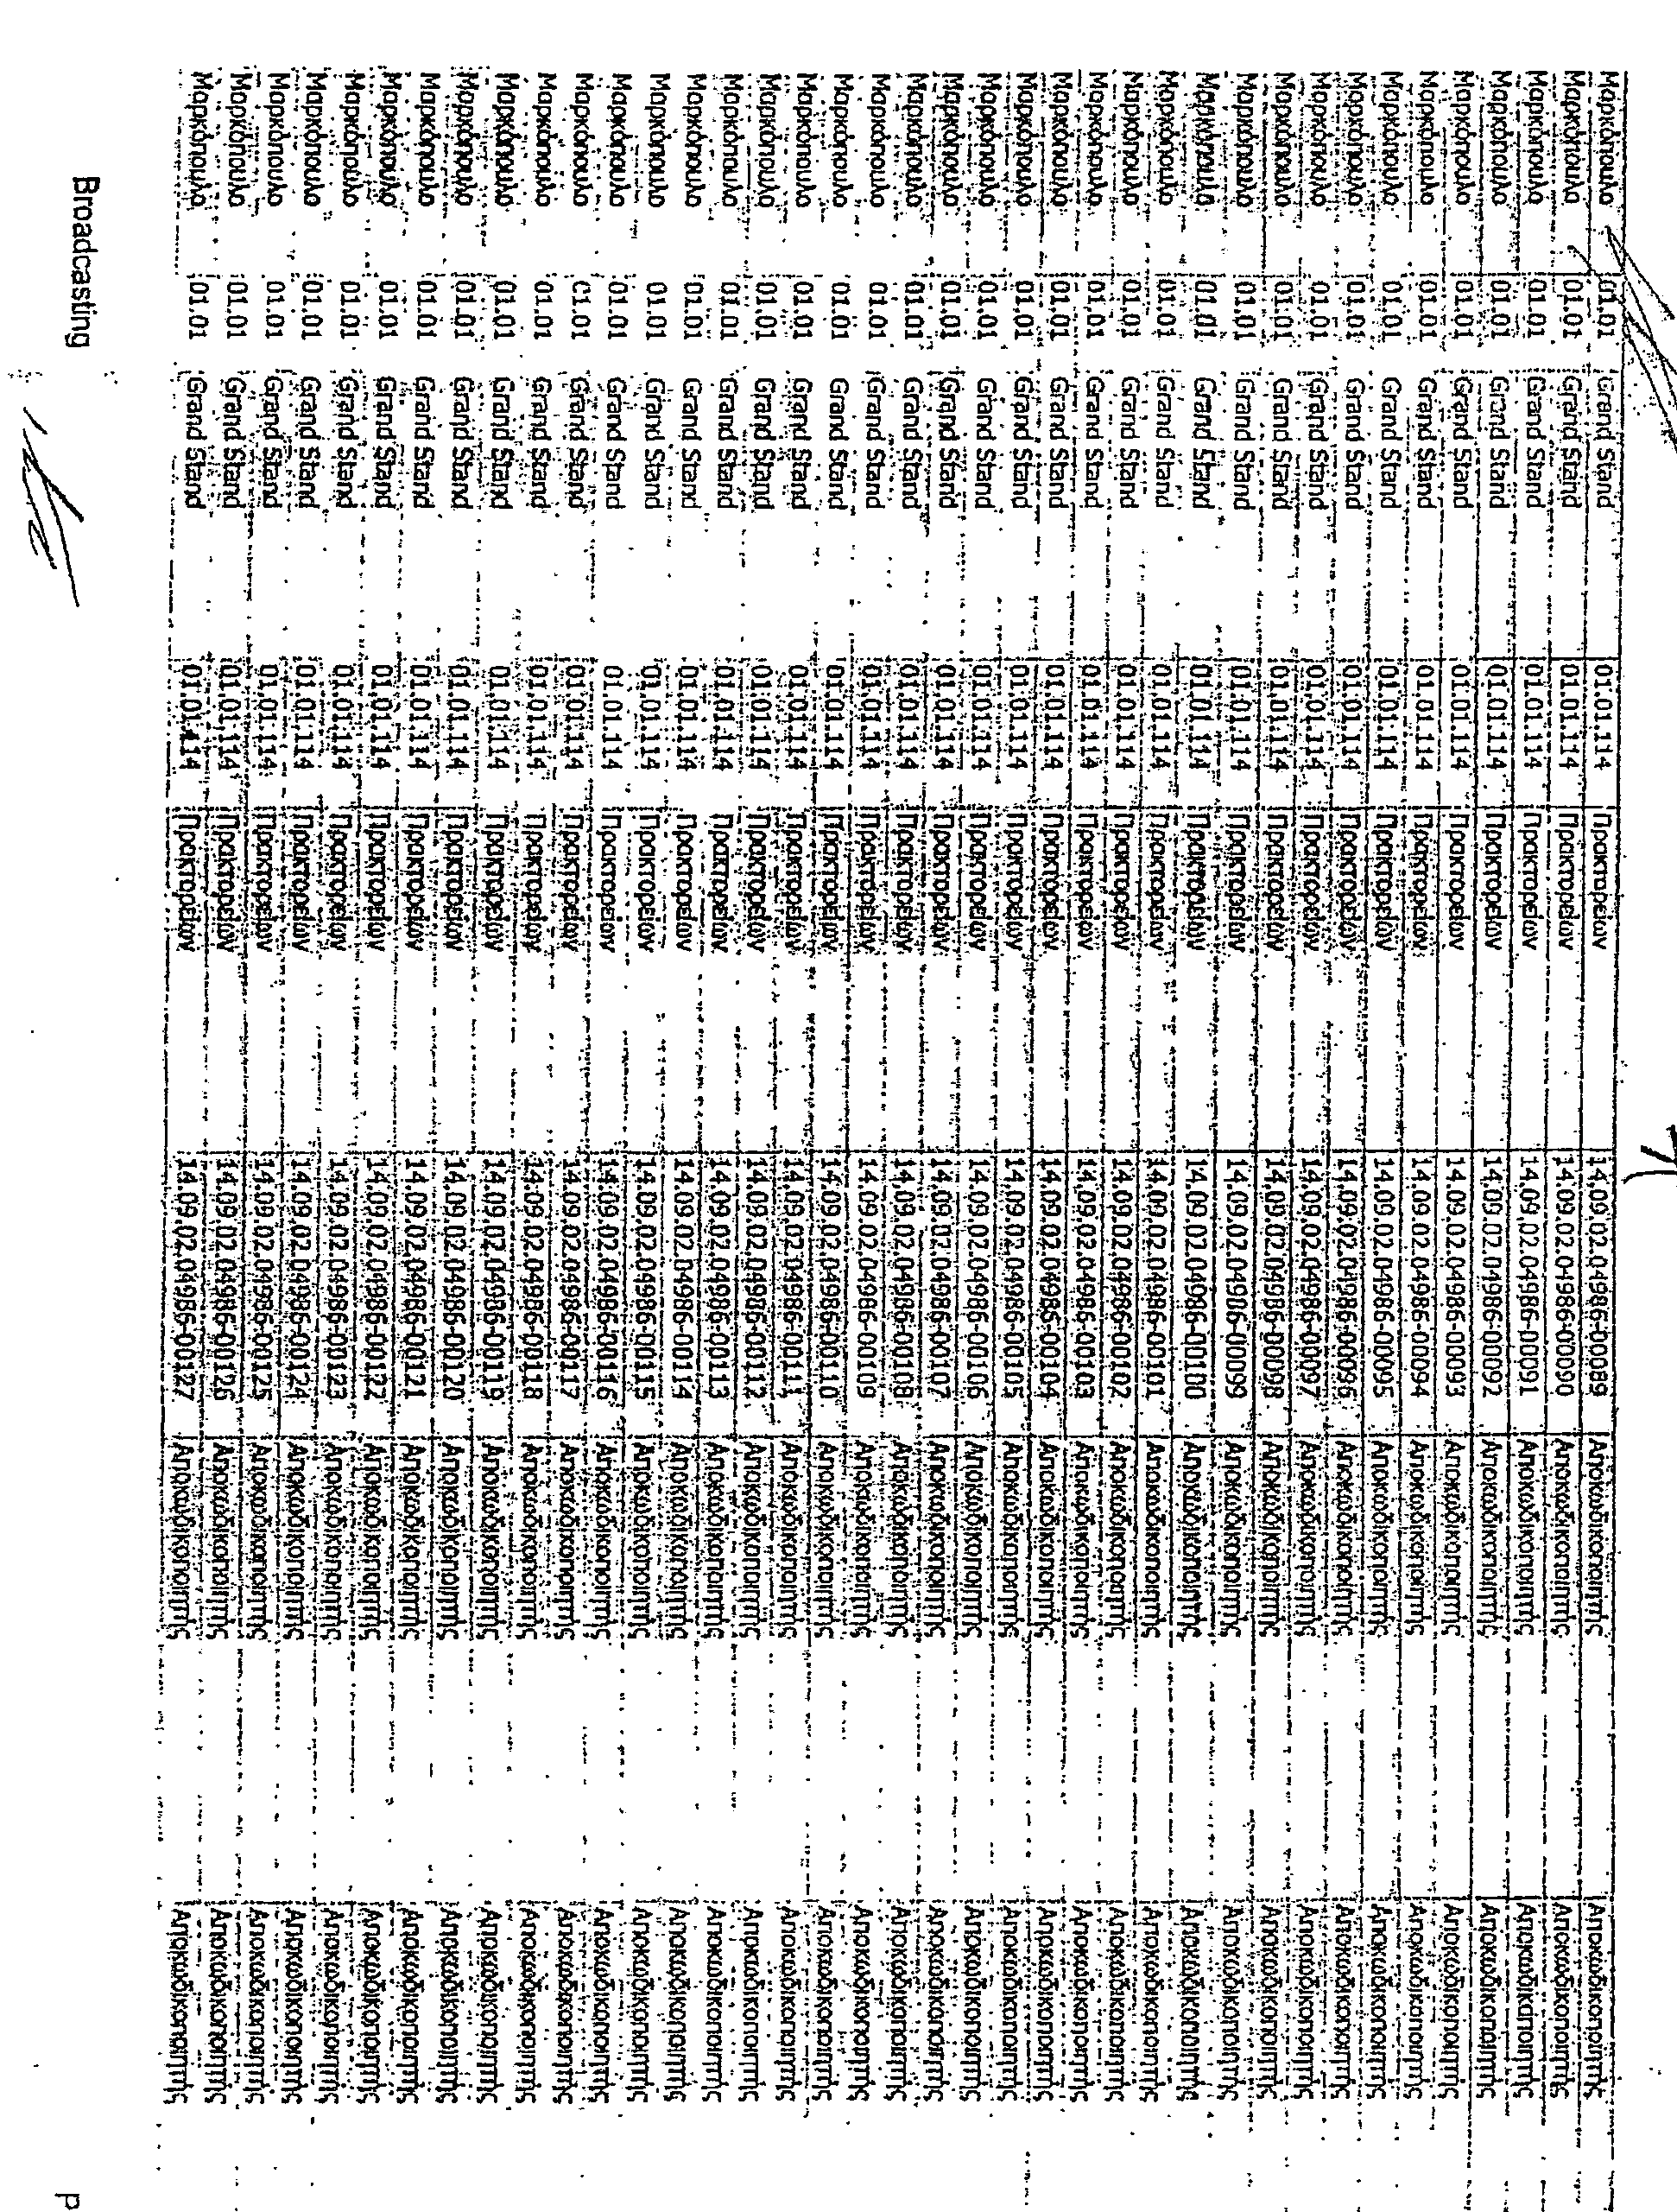 Μαρκόπουλο 01.01 Grand Stand 01.01.114 Πρακτορείων 14.09.02.04986-00089 Αποκωδικοποιητής Αποκωδικοποιητής
Μαρκόπουλο 01.01 Grand Stand 01.01.114 Πρακτορείων 14.09.02.04986-00090 Αποκωδικοποιητής Αποκωδικοποιητής
Μαρκόπουλο 01.01 Grand Stand 01.01.114 Πρακτορείων 14.09.02.04986-00091 Αποκωδικοποιητής Αποκωδικοποιητής
Μαρκόπουλο 01.01 Grand Stand 01.01.114 Πρακτορείων 14.09.02.04986-00092 Αποκωδικοποιητής Αποκωδικοποιητής
Μαρκόπουλο 01.01 Grand Stand 01.01.114 Πρακτορείων 14.09.02.04986-00093 Αποκωδικοποιητής Αποκωδικοποιητής
Μαρκόπουλο 01.01 Grand Stand 01.01.114 Πρακτορείων 14.09.02.04986-00094 Αποκωδικοποιητής Αποκωδικοποιητής
Μαρκόπουλο 01.01 Grand Stand 01.01.114 Πρακτορείων 14.09.02.04986-00095 Αποκωδικοποιητής Αποκωδικοποιητής
Μαρκόπουλο 01.01 Grand Stand 01.01.114 Πρακτορείων 14.09.02.04986-00096 Αποκωδικοποιητής Αποκωδικοποιητής
Μαρκόπουλο 01.01 Grand Stand 01.01.114 Πρακτορείων 14.09.02.04986-00097 Αποκωδικοποιητής Αποκωδικοποιητής
Μαρκόπουλο 01.01 Grand Stand 01.01.114 Πρακτορείων 14.09.02.04986-00098 Αποκωδικοποιητής Αποκωδικοποιητής
Μαρκόπουλο 01.01 Grand Stand 01.01.114 Πρακτορείων 14.09.02.04986-00099 Αποκωδικοποιητής Αποκωδικοποιητής
Μαρκόπουλο 01.01 Grand Stand 01.01.114 Πρακτορείων 14.09.02.04986-00100 Αποκωδικοποιητής Αποκωδικοποιητής
Μαρκόπουλο 01.01 Grand Stand 01.01.114 Πρακτορείων 14.09.02.04986-00101 Αποκωδικοποιητής Αποκωδικοποιητής
Μαρκόπουλο 01.01 Grand Stand 01.01.114 Πρακτορείων 14.09.02.04986-00102 Αποκωδικοποιητής Αποκωδικοποιητής
Μαρκόπουλο 01.01 Grand Stand 01.01.114 Πρακτορείων 14.09.02.04986-00103 Αποκωδικοποιητής Αποκωδικοποιητής
Μαρκόπουλο 01.01 Grand Stand 01.01.114 Πρακτορείων 14.09.02.04986-00104 Αποκωδικοποιητής Αποκωδικοποιητής
Μαρκόπουλο 01.01 Grand Stand 01.01.114 Πρακτορείων 14.09.02.04986-00105 Αποκωδικοποιητής Αποκωδικοποιητής
Μαρκόπουλο 01.01 Grand Stand 01.01.114 Πρακτορείων 14.09.02.04986-00106 Αποκωδικοποιητής Αποκωδικοποιητής
Μαρκόπουλο 01.01 Grand Stand 01.01.114 Πρακτορείων 14.09.02.04986-00107 Αποκωδικοποιητής Αποκωδικοποιητής
Μαρκόπουλο 01.01 Grand Stand 01.01.114 Πρακτορείων 14.09.02.04986-00108 Αποκωδικοποιητής Αποκωδικοποιητής
Μαρκόπουλο 01.01 Grand Stand 01.01.114 Πρακτορείων 14.09.02.04986-00109 Αποκωδικοποιητής Αποκωδικοποιητής
Μαρκόπουλο 01.01 Grand Stand 01.01.114 Πρακτορείων 14.09.02.04986-00110 Αποκωδικοποιητής Αποκωδικοποιητής
Μαρκόπουλο 01.01 Grand Stand 01.01.114 Πρακτορείων 14.09.02.04986-00111 Αποκωδικοποιητής Αποκωδικοποιητής
Μαρκόπουλο 01.01 Grand Stand 01.01.114 Πρακτορείων 14.09.02.04986-00112 Αποκωδικοποιητής Αποκωδικοποιητής
Μαρκόπουλο 01.01 Grand Stand 01.01.114 Πρακτορείων 14.09.02.04986-00113 Αποκωδικοποιητής Αποκωδικοποιητής
Μαρκόπουλο 01.01 Grand Stand 01.01.114 Πρακτορείων 14.09.02.04986-00114 Αποκωδικοποιητής Αποκωδικοποιητής
Μαρκόπουλο 01.01 Grand Stand 01.01.114 Πρακτορείων 14.09.02.04986-00115 Αποκωδικοποιητής Αποκωδικοποιητής
Μαρκόπουλο 01.01 Grand Stand 01.01.114 Πρακτορείων 14.09.02.04986-00116 Αποκωδικοποιητής Αποκωδικοποιητής
Μαρκόπουλο 01.01 Grand Stand 01.01.114 Πρακτορείων 14.09.02.04986-00117 Αποκωδικοποιητής Αποκωδικοποιητής
Μαρκόπουλο 01.01 Grand Stand 01.01.114 Πρακτορείων 14.09.02.04986-00118 Αποκωδικοποιητής Αποκωδικοποιητής
Μαρκόπουλο 01.01 Grand Stand 01.01.114 Πρακτορείων 14.09.02.04986-00119 Αποκωδικοποιητής Αποκωδικοποιητής
Μαρκόπουλο 01.01 Grand Stand 01.01.114 Πρακτορείων 14.09.02.04986-00120 Αποκωδικοποιητής Αποκωδικοποιητής
Μαρκόπουλο 01.01 Grand Stand 01.01.114 Πρακτορείων 14.09.02.04986-00121 Αποκωδικοποιητής Αποκωδικοποιητής
Μαρκόπουλο 01.01 Grand Stand 01.01.114 Πρακτορείων 14.09.02.04986-00122 Αποκωδικοποιητής Αποκωδικοποιητής
Μαρκόπουλο 01.01 Grand Stand 01.01.114 Πρακτορείων 14.09.02.04986-00123 Αποκωδικοποιητής Αποκωδικοποιητής
Μαρκόπουλο 01.01 Grand Stand 01.01.114 Πρακτορείων 14.09.02.04986-00124 Αποκωδικοποιητής Αποκωδικοποιητής
Μαρκόπουλο 01.01 Grand Stand 01.01.114 Πρακτορείων 14.09.02.04986-00125 Αποκωδικοποιητής Αποκωδικοποιητής
Μαρκόπουλο 01.01 Grand Stand 01.01.114 Πρακτορείων 14.09.02.04986-00126 Αποκωδικοποιητής Αποκωδικοποιητής
Μαρκόπουλο 01.01 Grand Stand 01.01.114 Πρακτορείων 14.09.02.04986-00127 Αποκωδικοποιητής Αποκωδικοποιητής
Broadcasting P